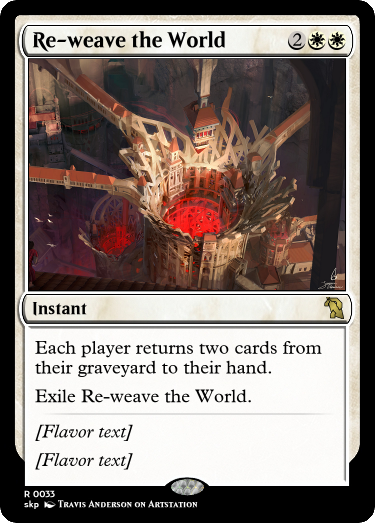 Re-weave the World 2
Instant
Each player returns two cards from
their graveyard to their hand.
Exile Re-weave the World.
[Flavor text]
[Flavor text]
R 0033
skp Travis Anderson on Artstation